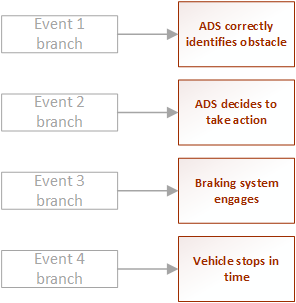 Event 1
branch
ADS correctly
identifies obstacle
Event 2
branch
ADS decides to
take action
Event 3
branch
Braking system
engages
Event 4
branch
Vehicle stops in
time